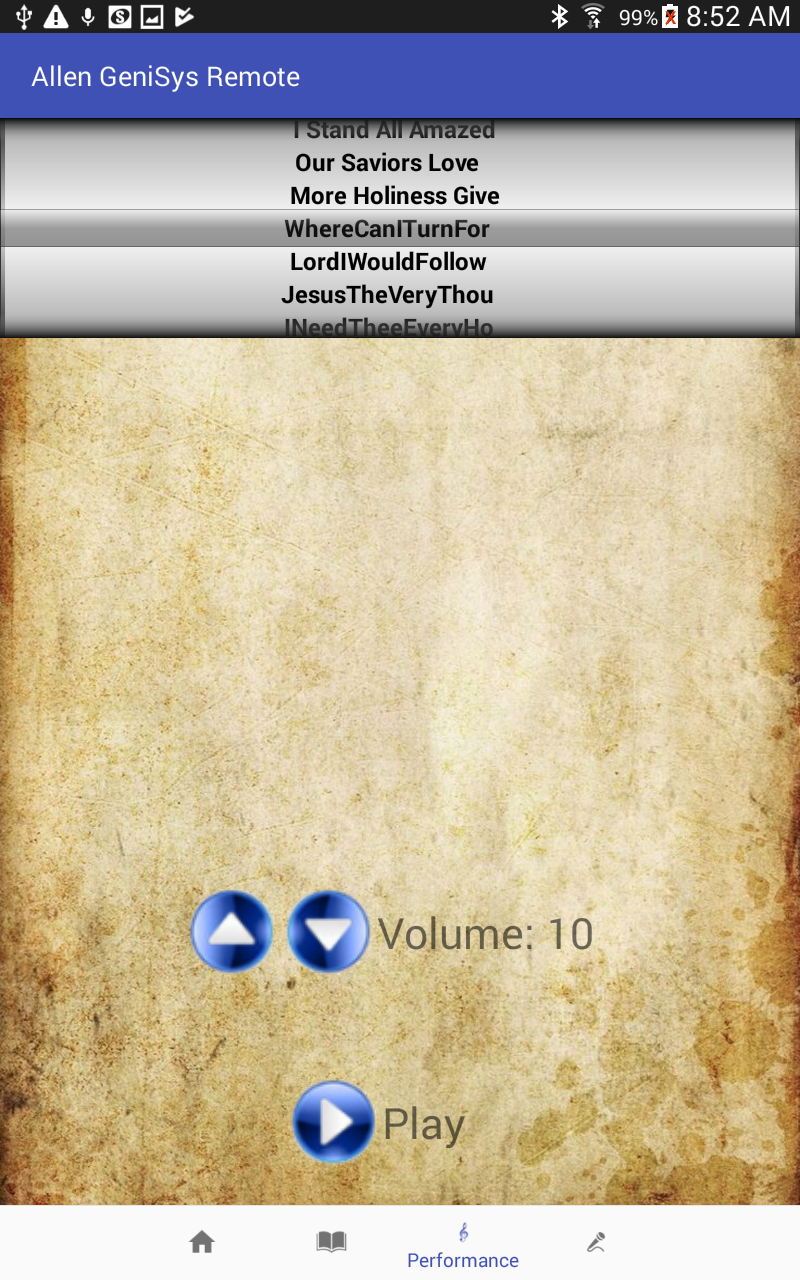 99% 8:52 AM
Allen GeniSys Remote
I Stand All Amazed
Our Saviors Love
More Holiness Give
WhereCanITurnFor
LordIWouldFollow
JesusTheVeryThou
INeedTheeEveryHo
Volume: 10
Play
Performance